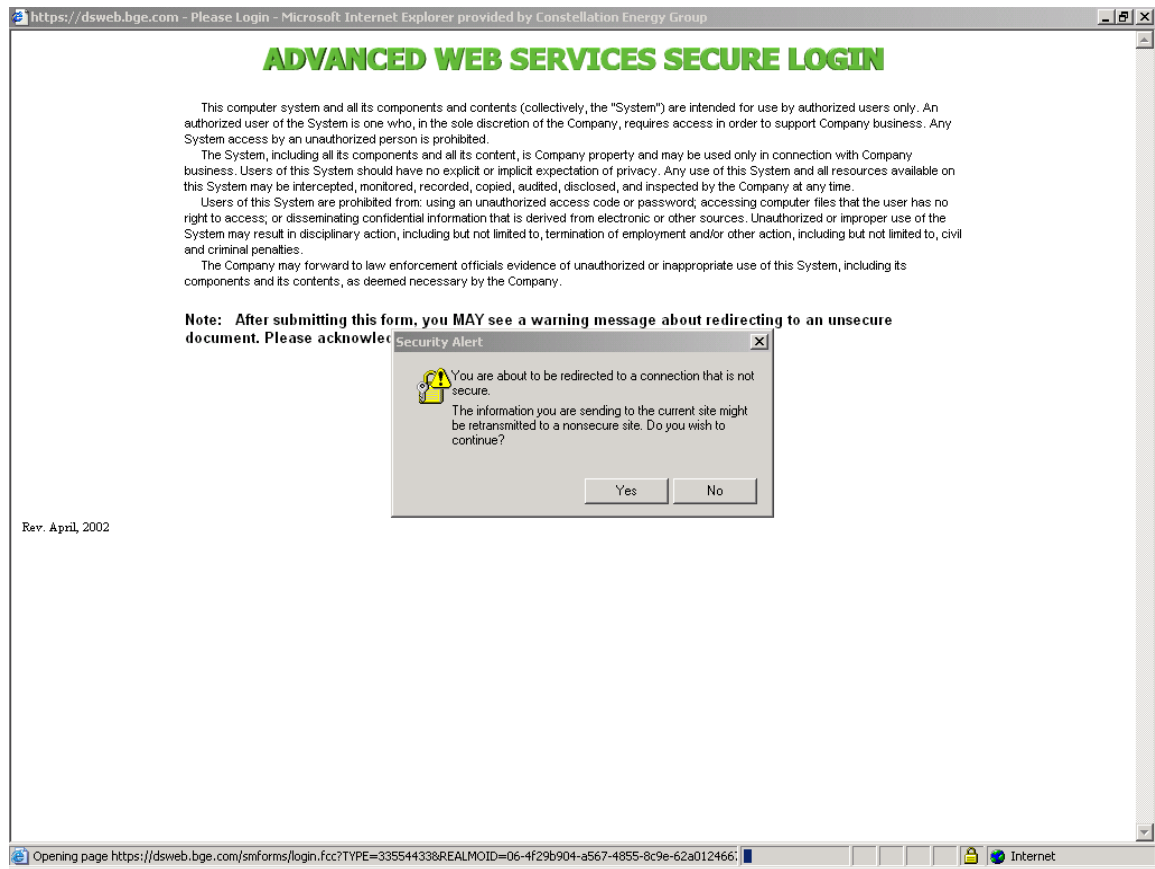 https://dsweb.bge.com - Please Login - Microsoft Internet Explorer provided by Constellation Energy Group
ADVANCED WEB SERVICES SECURE LOGIN
This computer system and all its components and contents (collectively, the "System") are intended for use by authorized users only. An
authorized user of the System is one who, in the sole discretion of the Company, requires access in order to support Company business. Any
System access by an unauthorized person is prohibited.
The System, including all its components and all its content, is Company property and may be used only in connection with Company
business. Users of this System should have no explicit or implicit expectation of privacy. Any use of this System and all resources available on
this System may be intercepted, monitored, recorded, copied, audited, disclosed, and inspected by the Company at any time.
Users of this System are prohibited from: using an unauthorized access code or password; accessing computer files that the user has no
right to access; or disseminating confidential information that is derived from electronic or other sources. Unauthorized or improper use of the
System may result in disciplinary action, including but not limited to, termination of employment and/or other action, including but not limited to, civil
and criminal penalties.
The Company may forward to law enforcement officials evidence of unauthorized or inappropriate use of this System, including its
components and its contents, as deemed necessary by the Company.
Note: After submitting this form, you MAY see a warning message about redirecting to an unsecure
document. Please acknowled
Security Alert
You are about to be redirected to a connection that is not
secure.
The information you are sending to the current site might
be retransmitted to a nonsecure site. Do you wish to
continue?
Yes No
Rev. April, 2002
Opening page https://dsweb.bge.com/smforms/login.fcc?TYPE=33554433&REALMOID=06-4f29b904-a567-4855-8c9e-62a0124667 Internet